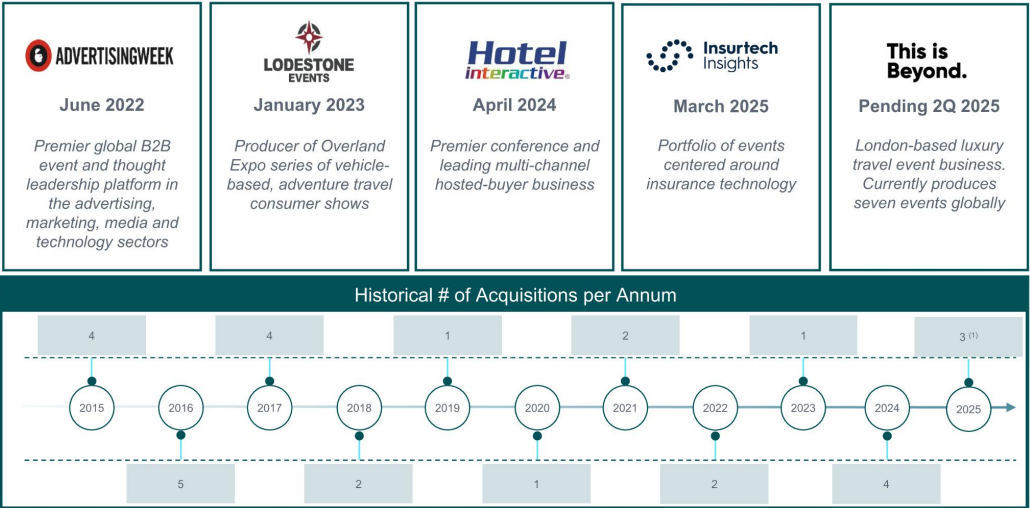 ADVERTISINGWEEK
June 2022
Premier global B2B
event and thought
leadership platform in
the advertising,
marketing, media and
technology sectors
LODESTONE
EVENTS
January 2023
Producer of Overland
Expo series of vehicle-
based, adventure travel
consumer shows
Hotel
interactive®
April 2024
Premier conference and
leading multi-channel
hosted-buyer business
Insurtech
Insights
March 2025
Portfolio of events
centered around
insurance technology
This is
Beyond.
Pending 2Q 2025
London-based luxury
travel event business.
Currently produces
seven events globally
Historical # of Acquisitions per Annum
4
4
1
2
1
3 (1)
2015
2016
2017
2018
2019
2020
2021
2022
2023
2024
2025
5
2
1
2
4